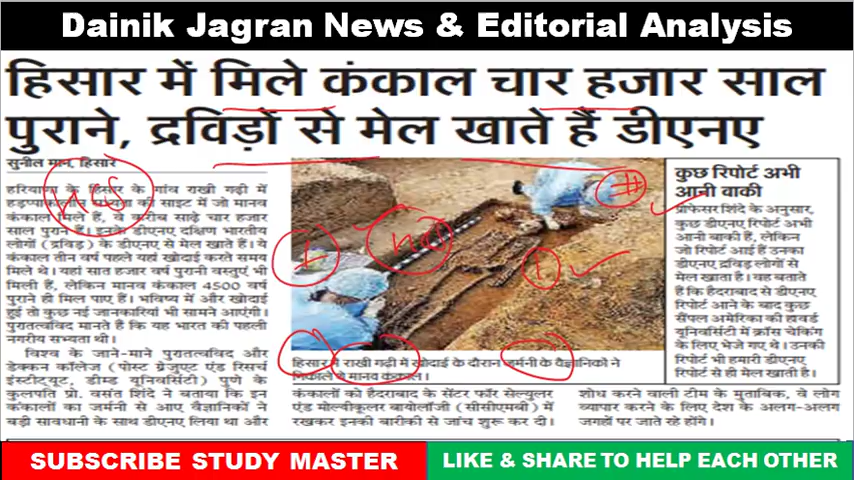 Dainik Jagran News & Editorial Analysis
हिसार में मिले कंकाल चार हजार साल
पुराने, द्रविड़ों से मेल खाते हैं डीएनए
सुनील मान, हिसार
हरियाणा के हिसार के गांव राखी गढ़ी में
हड़प्पाकालीन सभ्यता की साइट में जो मानव
कंकाल मिले हैं, वे करीब साढ़े चार हजार
साल पुराने हैं। इनके डीएनए दक्षिण भारतीय
लोगों (द्रविड़) के डीएनए से मेल खाते हैं। ये
कंकाल तीन वर्ष पहले यहां खोदाई करते समय
मिले थे। यहां सात हजार वर्ष पुरानी वस्तुएं भी
मिली हैं, लेकिन मानव कंकाल 4500 वर्ष
पुराने ही मिल पाए हैं। भविष्य में और खोदाई
हुई तो कुछ नई जानकारियां भी सामने आएंगी।
पुरातत्वविद मानते हैं कि यह भारत की पहली
नगरीय सभ्यता थी।
विश्व के जाने-माने पुरातत्वविद और
डेक्कन कॉलेज (पोस्ट ग्रेजुएट एंड रिसर्च
इंस्टीट्यूट, डीम्ड यूनिवर्सिटी) पुणे के
कुलपति प्रो. वसंत शिंदे ने बताया कि इन
कंकालों का जर्मनी से आए वैज्ञानिकों ने
बड़ी सावधानी के साथ डीएनए लिया था और
हिसार में राखी गढ़ी में खोदाई के दौरान जर्मनी के वैज्ञानिकों ने
निकाले थे मानव कंकाल।
कंकालों को हैदराबाद के सेंटर फॉर सेल्युलर
एंड मोल्यीकुलर बायोलॉजी (सीसीएमबी) में
रखकर इनकी बारीकी से जांच शुरू कर दी।
शोध करने वाली टीम के मुताबिक, वे लोग
व्यापार करने के लिए देश के अलग-अलग
जगहों पर जाते रहे होंगे।
कुछ रिपोर्ट अभी
आनी बाकी
प्रोफेसर शिंदे के अनुसार,
कुछ डीएनए रिपोर्ट अभी
आनी बाकी हैं, लेकिन
जो रिपोर्ट आई हैं उनका
डीएनए द्रविड़ लोगों से
मेल खाता है। वह बताते
हैं कि हैदराबाद से डीएनए
रिपोर्ट आने के बाद कुछ
सैंपल अमेरिका की हावर्ड
यूनिवर्सिटी में क्रॉस चेकिंग
के लिए भेजे गए थे। उनकी
रिपोर्ट भी हमारी डीएनए
रिपोर्ट से ही मेल खाती है।
SUBSCRIBE STUDY MASTER
LIKE & SHARE TO HELP EACH OTHER